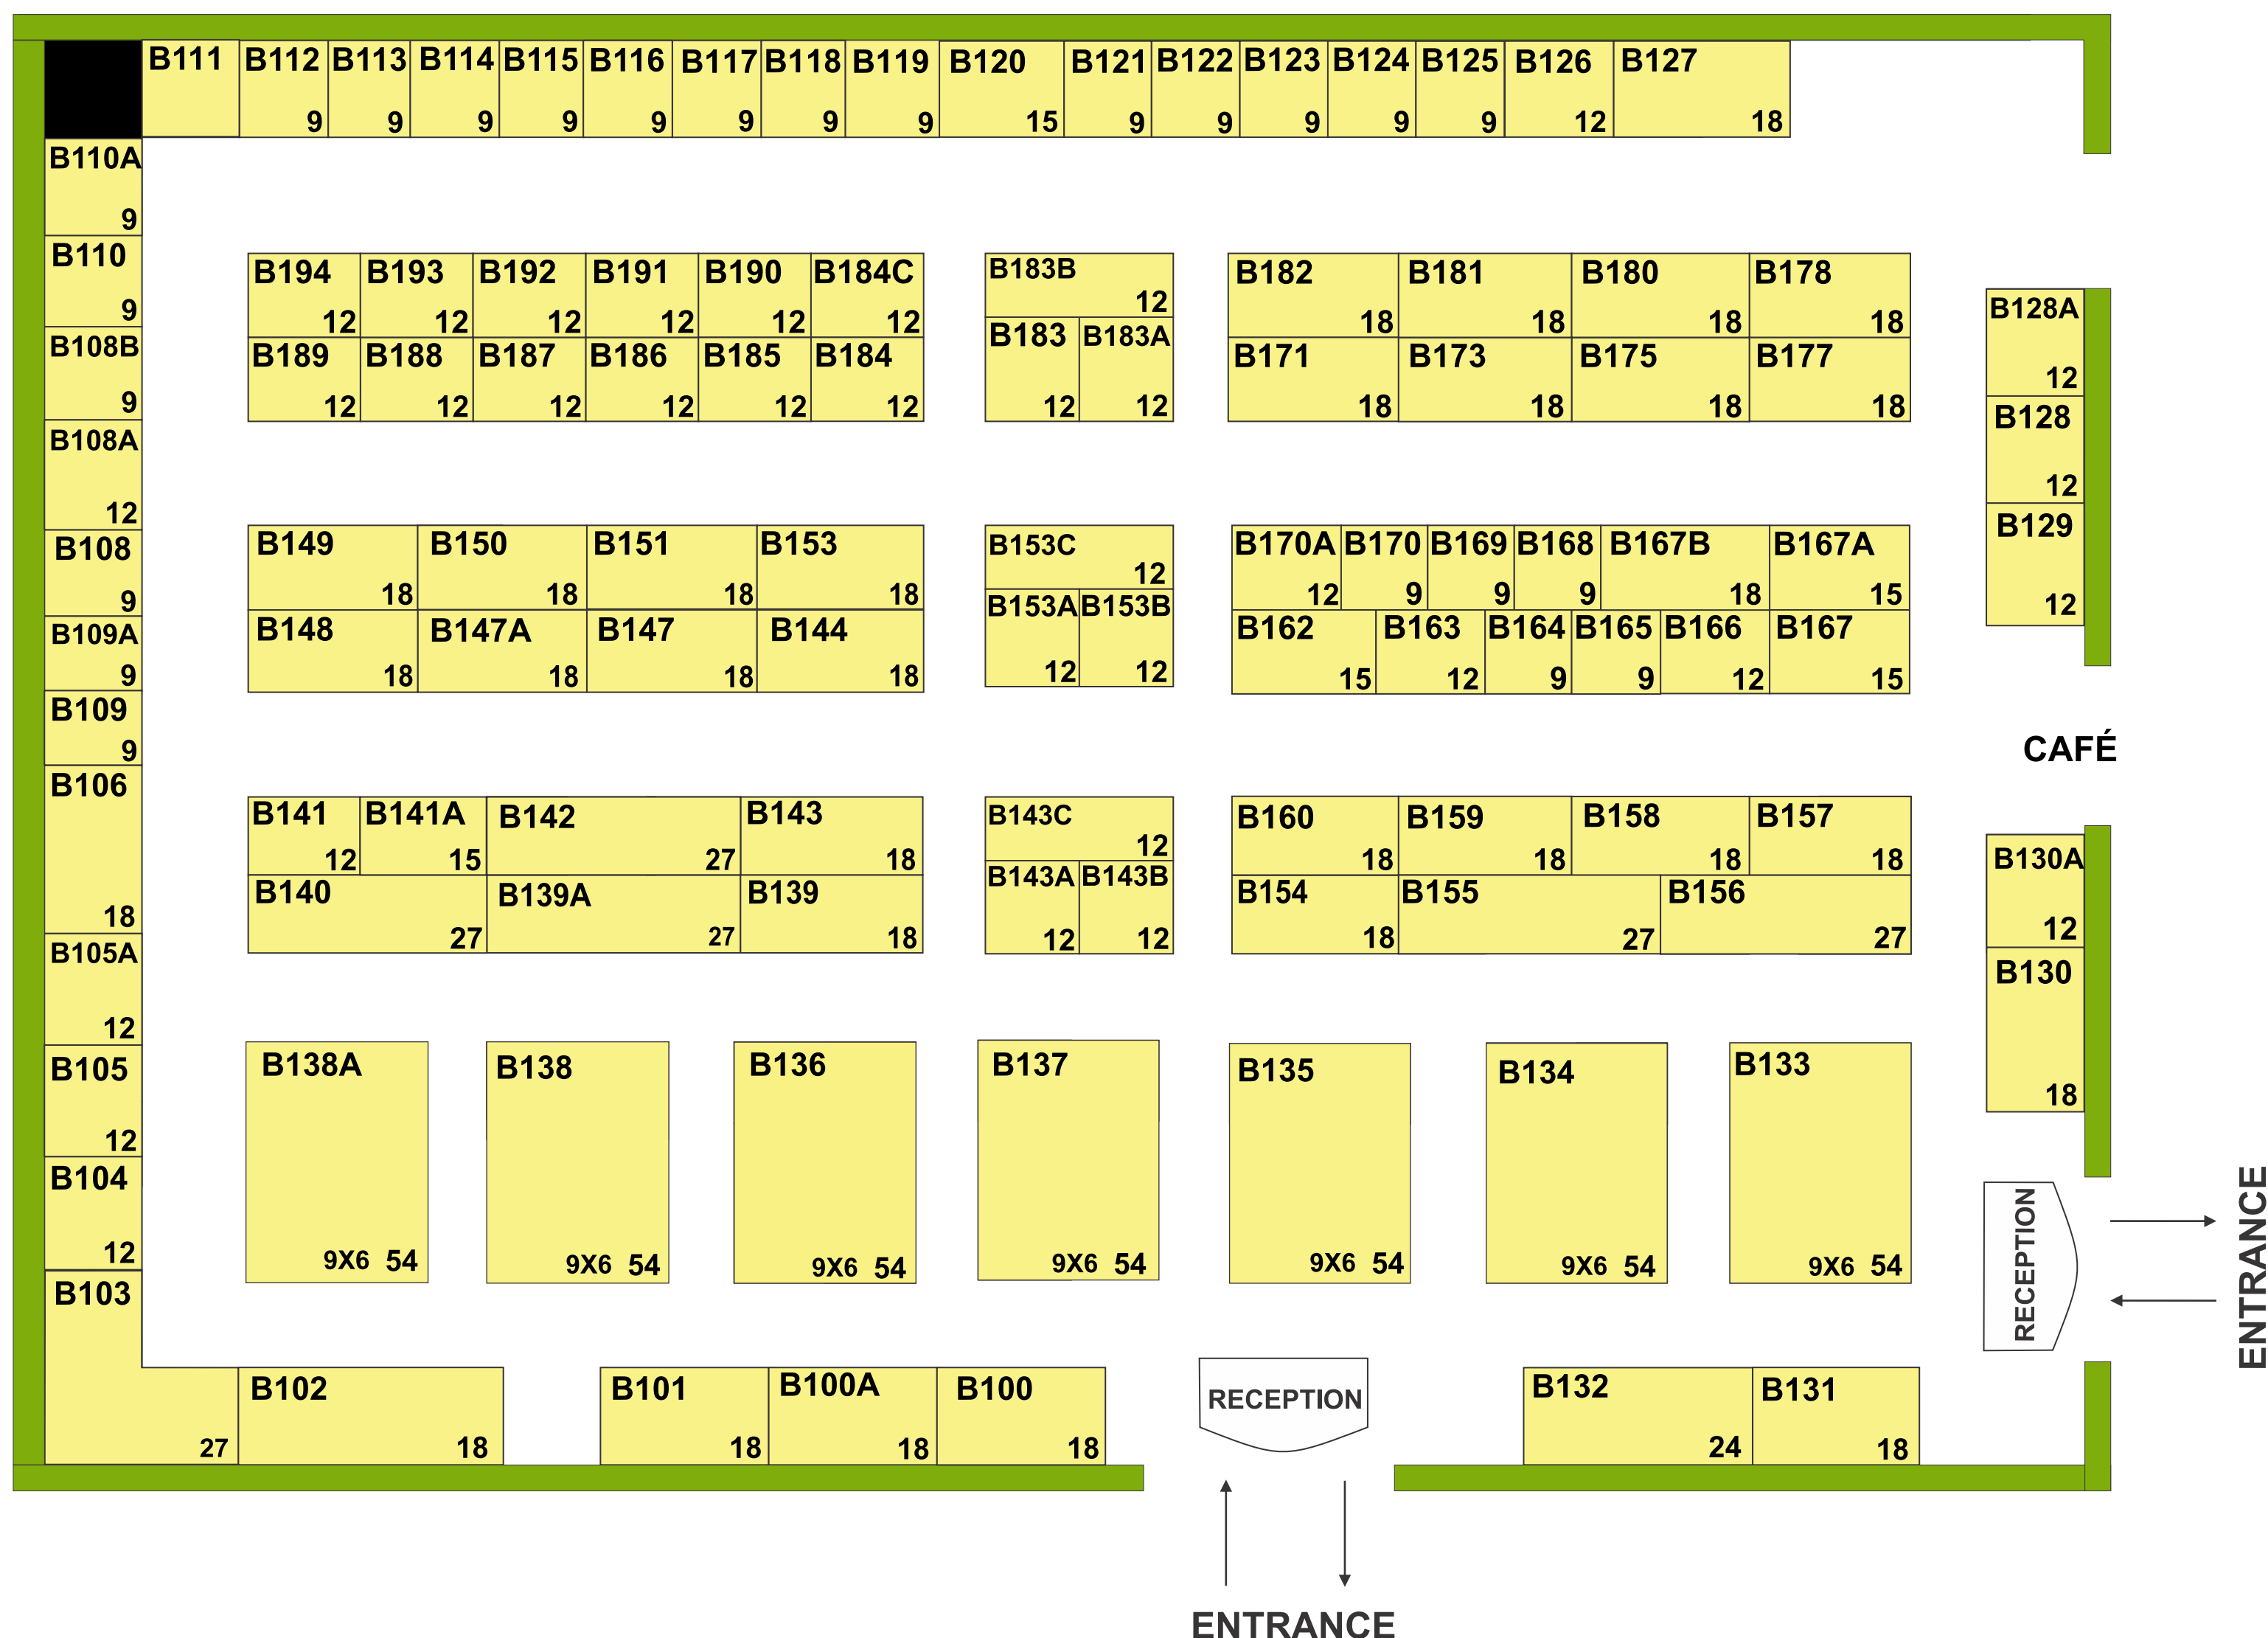 B111 B112 B113 B114 B115 B116 B117 B118 B119 B120 B121 B122 B123 B124 B125 B126 B127
9 9 9 9 9 9 9 9 15 9 9 9 9 9 12 18
B110A
9
B110
9
B108B
9
B108A
12
B108
9
B109A
9
B109
9
B106
18
B105A
12
B105
12
B104
12
B103
27
B194 B193 B192 B191 B190 B184C
12 12 12 12 12 12
B189 B188 B187 B186 B185 B184
12 12 12 12 12 12
B183B
12
B183 B183A
12 12
B182 B181 B180 B178
18 18 18 18
B171 B173 B175 B177
18 18 18 18
B128A
12
B128
12
B129
12
B149 B150 B151 B153
18 18 18 18
B148 B147A B147 B144
18 18 18 18
B153C
12
B153A B153B
12 12
B170A B170 B169 B168 B167B B167A
12 9 9 9 18 15
B162 B163 B164 B165 B166 B167
15 12 9 9 12 15
CAFÉ
B141 B141A B142 B143
12 15 27 18
B140 B139A B139
27 27 18
B143C
12
B143A B143B
12 12
B160 B159 B158 B157
18 18 18 18
B154 B155 B156
18 27 27
B130A
12
B130
18
B138A B138 B136 B137 B135 B134 B133
9X6 54 9X6 54 9X6 54 9X6 54 9X6 54 9X6 54 9X6 54
RECEPTION
ENTRANCE
B102 B101 B100A B100
18 18 18 18
RECEPTION
B132 B131
24 18
ENTRANCE